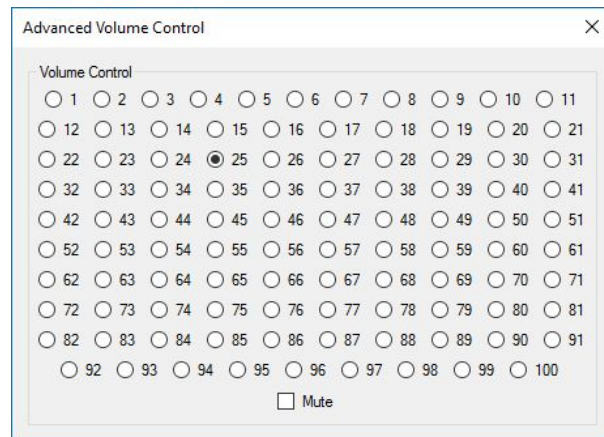 Advanced Volume Control
Volume Control
1 2 3 4 5 6 7 8 9 10 11
12 13 14 15 16 17 18 19 20 21
22 23 24 25 26 27 28 29 30 31
32 33 34 35 36 37 38 39 40 41
42 43 44 45 46 47 48 49 50 51
52 53 54 55 56 57 58 59 60 61
62 63 64 65 66 67 68 69 70 71
72 73 74 75 76 77 78 79 80 81
82 83 84 85 86 87 88 89 90 91
92 93 94 95 96 97 98 99 100
Mute